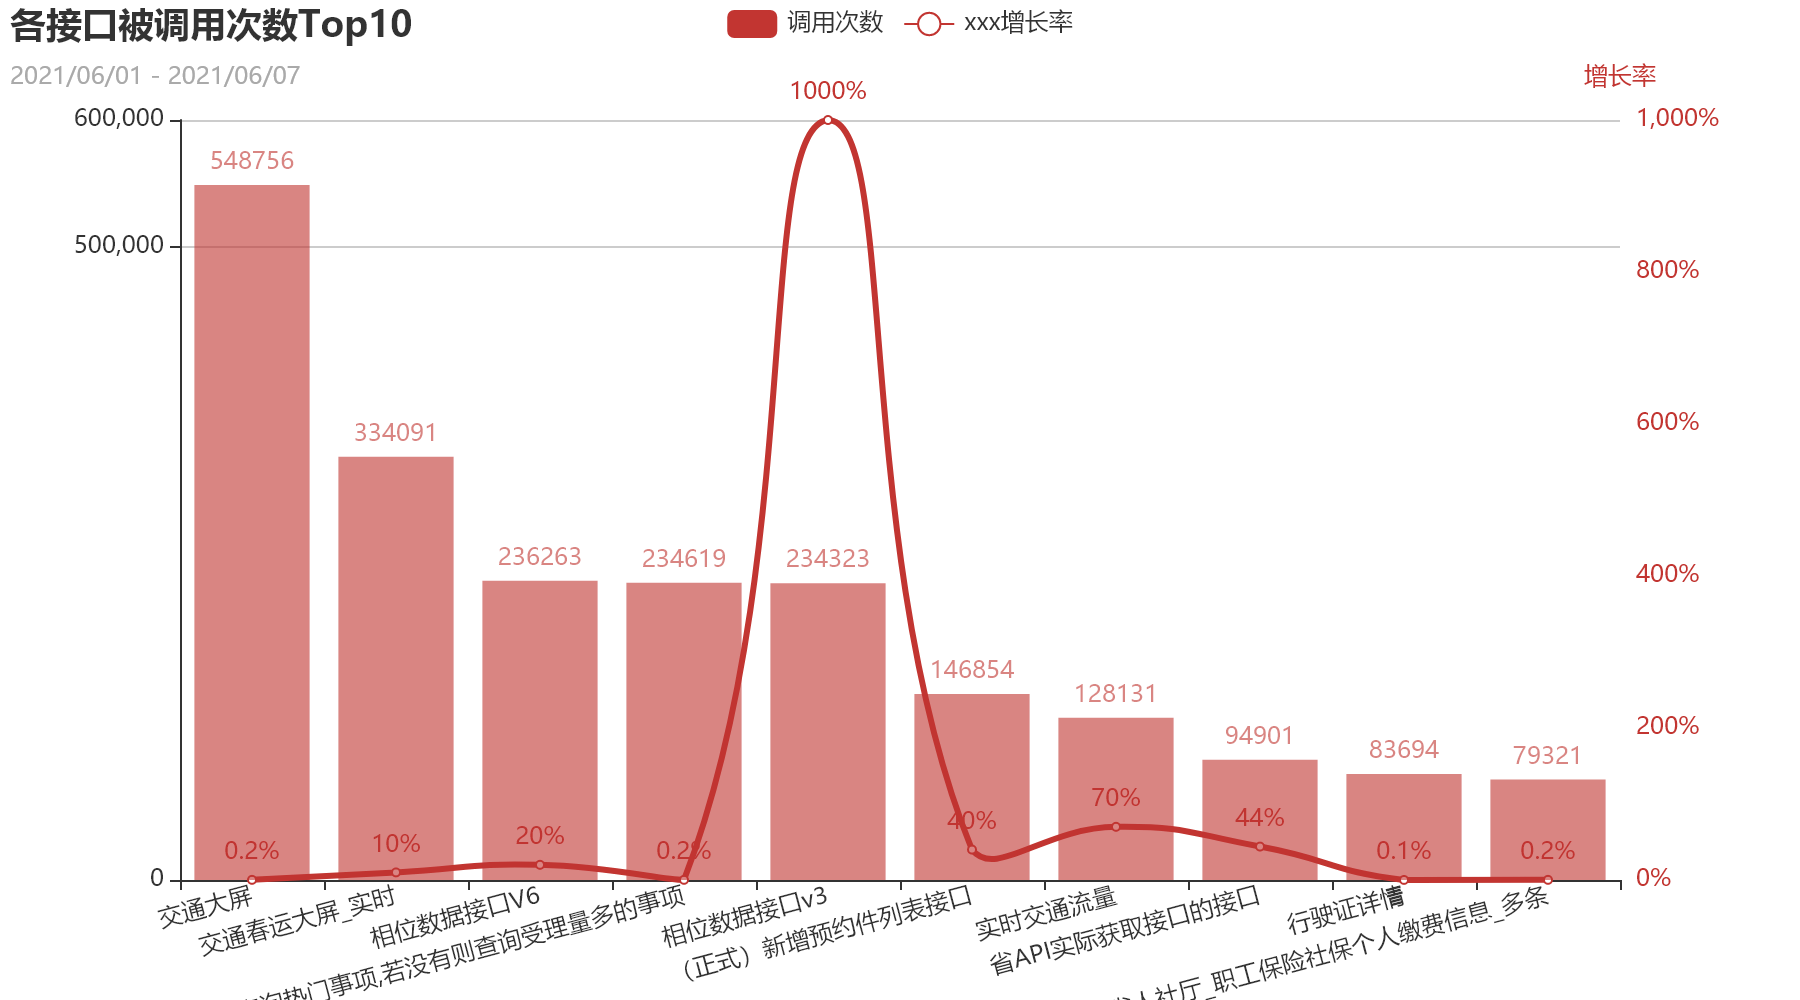 各接口被调用次数Top10
调用次数
xxx增长率
2021/06/01 - 2021/06/07
增长率
600,000
500,000
0
1,000%
800%
600%
400%
200%
0%
548756
334091
236263
234619
234323
146854
128131
94901
83694
79321
0.2%
10%
20%
0.2%
1000%
40%
70%
44%
0.1%
0.2%
交通大屏
交通春运大屏_实时
相位数据接口V6
询热门事项,若没有则查询受理量多的事项
相位数据接口v3
（正式）新增预约件列表接口
实时交通流量
省API实际获取接口的接口
行驶证详情
人社厅_职工保险社保个人缴费信息_多条